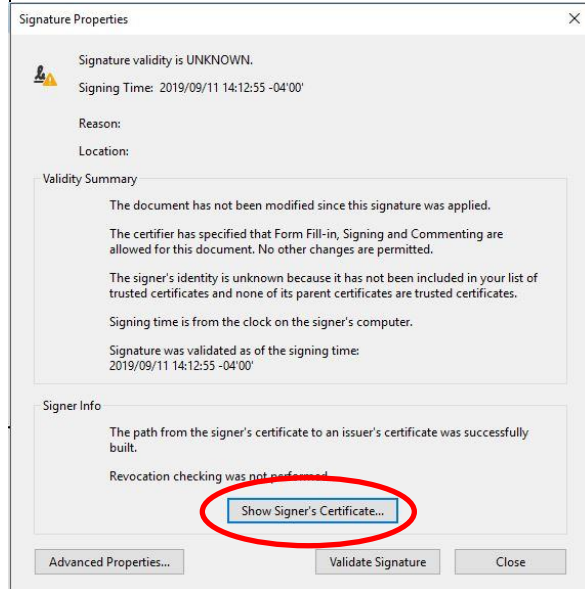 Signature Properties
Signature validity is UNKNOWN.
Signing Time: 2019/09/11 14:12:55 -04'00'
Reason:
Location:
Validity Summary
The document has not been modified since this signature was applied.
The certifier has specified that Form Fill-in, Signing and Commenting are
allowed for this document. No other changes are permitted.
The signer's identity is unknown because it has not been included in your list of
trusted certificates and none of its parent certificates are trusted certificates.
Signing time is from the clock on the signer's computer.
Signature was validated as of the signing time:
2019/09/11 14:12:55 -04'00'
Signer Info
The path from the signer's certificate to an issuer's certificate was successfully
built.
Revocation checking was not performed
Show Signer's Certificate...
Advanced Properties...
Validate Signature
Close